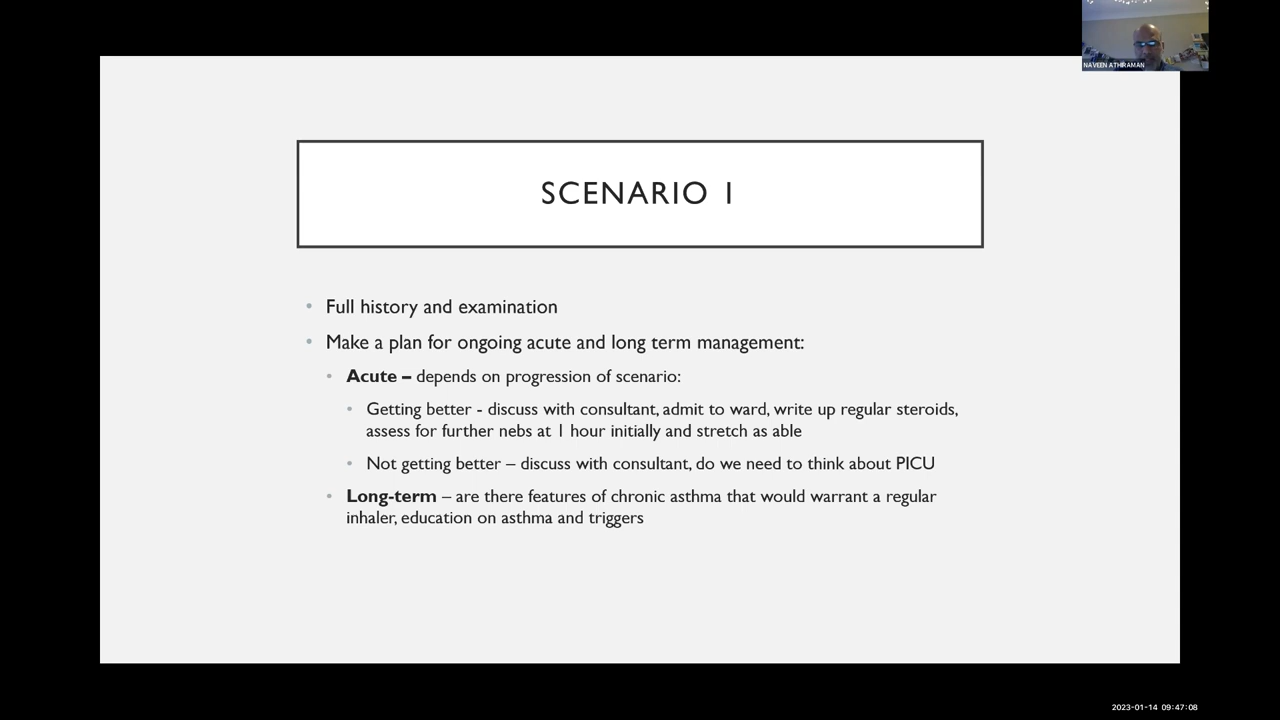 NAVEEN ATHIRAMAN
SCENARIO 1
• Full history and examination
• Make a plan for ongoing acute and long term management:
• Acute – depends on progression of scenario:
• Getting better - discuss with consultant, admit to ward, write up regular steroids,
assess for further nebs at 1 hour initially and stretch as able
• Not getting better – discuss with consultant, do we need to think about PICU
• Long-term – are there features of chronic asthma that would warrant a regular
inhaler, education on asthma and triggers
2023-01-14 09:47:08